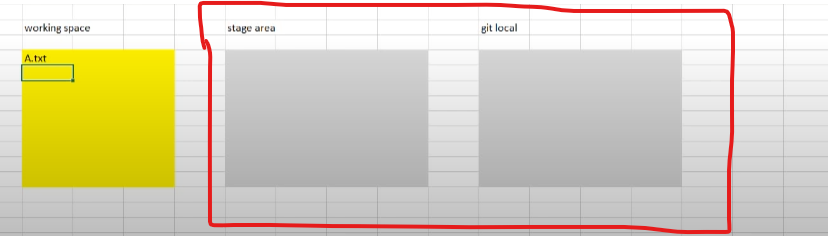 working space
stage area
git local
A.txt